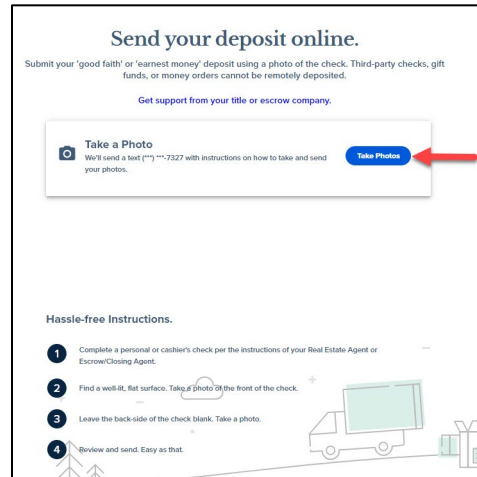 Send your deposit online.
Submit your 'good faith' or 'earnest money' deposit using a photo of the check. Third-party checks, gift
funds, or money orders cannot be remotely deposited.
Get support from your title or escrow company.
Take a Photo
We'll send a text (***) ***-7327 with instructions on how to take and send
your photos.
Take Photos
Hassle-free Instructions.
1 Complete a personal or cashier's check per the instructions of your Real Estate Agent or
Escrow/Closing Agent.
2 Find a well-lit, flat surface. Take a photo of the front of the check.
3 Leave the back-side of the check blank. Take a photo.
4 Review and send. Easy as that.